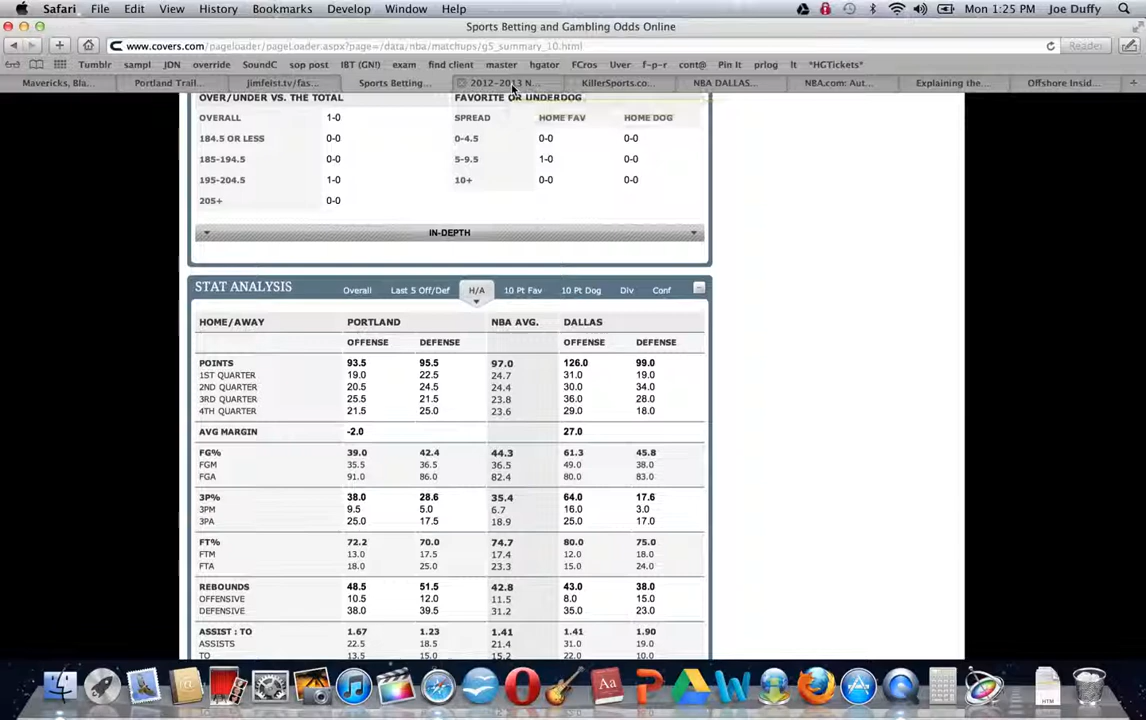 Safari File Edit View History Bookmarks Develop Window Help Mon 1:25 PM Joe Duffy
Sports Betting and Gambling Odds Online
www.covers.com/pageloader/pageLoader.aspx?page=/data/nba/matchups/g5_summary_10.html Reader
Tumblr sampl JDN override SoundC sop post IBT (GNI) exam find client master hgator FCros Uver f-p-r cont@ Pin It prlog lt *HGTickets*
Mavericks, Bla... Portland Trail... jimfeist.tv/fas... Sports Betting... 2012-2013 N... KillerSports.co... NBA DALLAS... NBA.com: Aut... Explaining the... Offshore Insid...
OVER/UNDER VS. THE TOTAL FAVORITE OR UNDERDOG
OVERALL 1-0 SPREAD HOME FAV HOME DOG
184.5 OR LESS 0-0 0-4.5 0-0 0-0
185-194.5 0-0 5-9.5 1-0 0-0
195-204.5 1-0 10+ 0-0 0-0
205+ 0-0
IN-DEPTH
STAT ANALYSIS Overall Last 5 Off/Def H/A 10 Pt Fav 10 Pt Dog Div Conf
HOME/AWAY PORTLAND NBA AVG. DALLAS
OFFENSE DEFENSE OFFENSE DEFENSE
POINTS 93.5 95.5 97.0 126.0 99.0
1ST QUARTER 19.0 22.5 24.7 31.0 19.0
2ND QUARTER 20.5 24.5 24.4 30.0 34.0
3RD QUARTER 25.5 21.5 23.8 36.0 28.0
4TH QUARTER 21.5 25.0 23.6 29.0 18.0
AVG MARGIN -2.0 27.0
FG% 39.0 42.4 44.3 61.3 45.8
FGM 35.5 36.5 36.5 49.0 38.0
FGA 91.0 86.0 82.4 80.0 83.0
3P% 38.0 28.6 35.4 64.0 17.6
3PM 9.5 5.0 6.7 16.0 3.0
3PA 25.0 17.5 18.9 25.0 17.0
FT% 72.2 70.0 74.7 80.0 75.0
FTM 13.0 17.5 17.4 12.0 18.0
FTA 18.0 25.0 23.3 15.0 24.0
REBOUNDS 48.5 51.5 42.8 43.0 38.0
OFFENSIVE 10.5 12.0 11.5 8.0 15.0
DEFENSIVE 38.0 39.5 31.2 35.0 23.0
ASSIST : TO 1.67 1.23 1.41 1.41 1.90
ASSISTS 22.5 18.5 21.4 31.0 19.0
TO 13.5 15.0 15.2 22.0 10.0
Aa
HTM